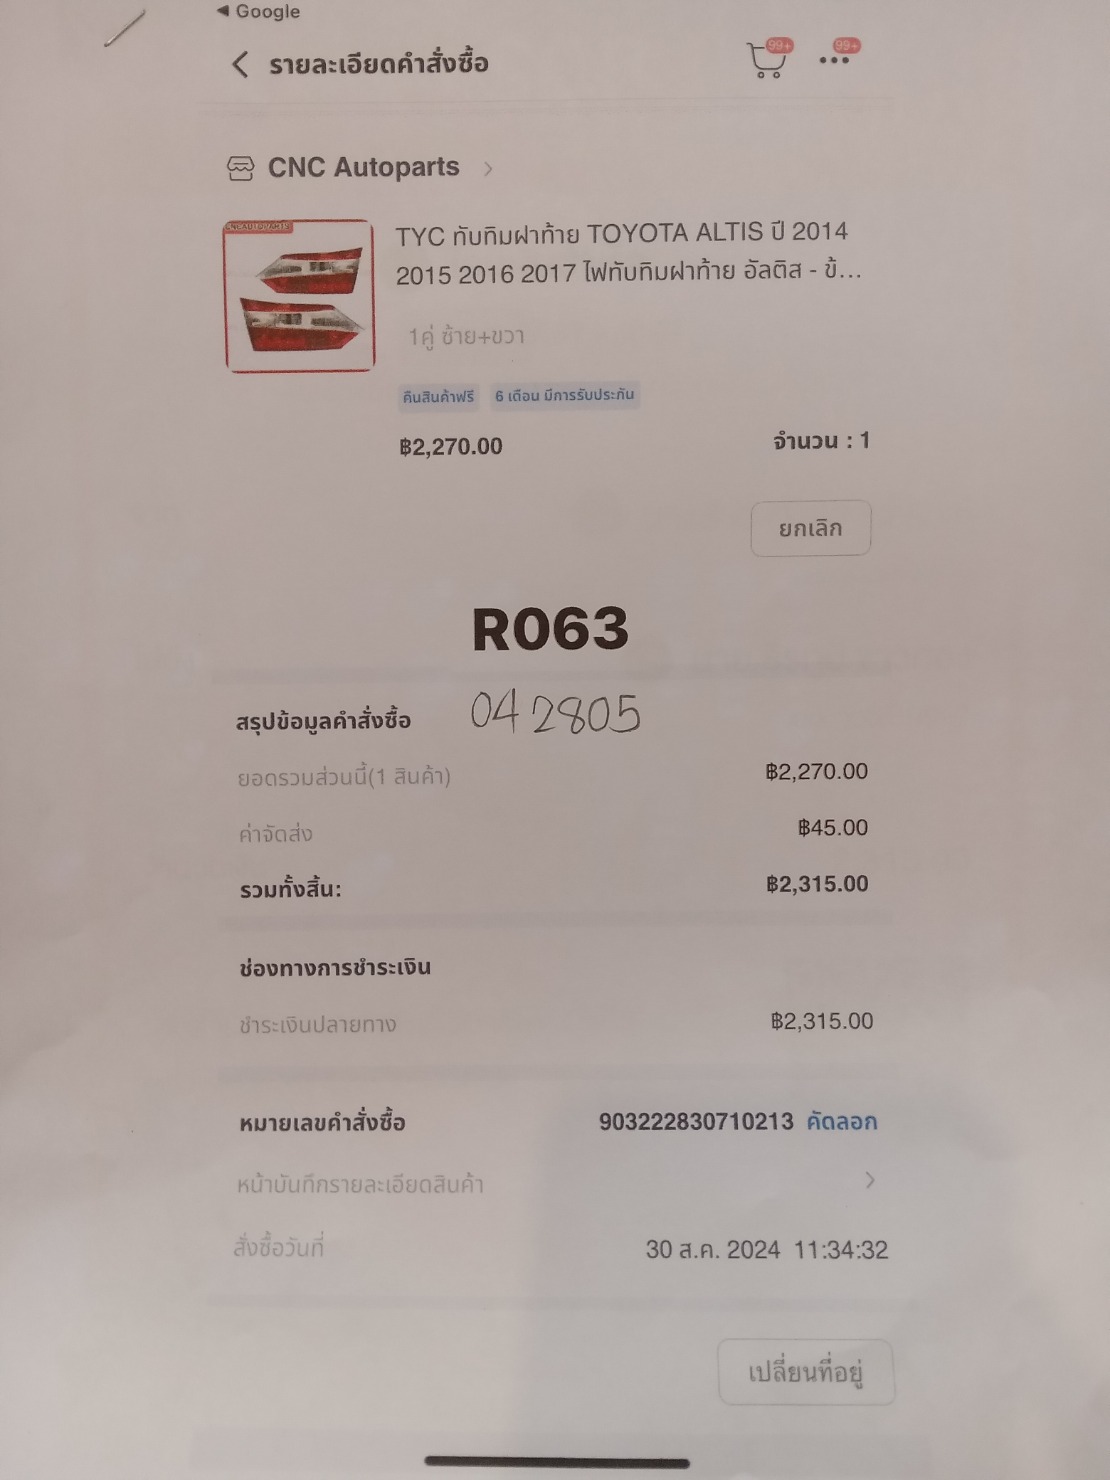 ◀ Google
รายละเอียดคำสั่งซื้อ
99+
99+
CNC Autoparts
CNCAUTOPARTS
TYC ทับทิมฝาท้าย TOYOTA ALTIS ปี 2014
2015 2016 2017 ไฟทับทิมฝาท้าย อัลติส - ข้...
1คู่ ซ้าย+ขวา
คืนสินค้าฟรี 6 เดือน มีการรับประกัน
฿2,270.00 จำนวน : 1
ยกเลิก
R063
สรุปข้อมูลคำสั่งซื้อ 042805
ยอดรวมส่วนนี้(1 สินค้า) ฿2,270.00
ค่าจัดส่ง ฿45.00
รวมทั้งสิ้น: ฿2,315.00
ช่องทางการชำระเงิน
ชำระเงินปลายทาง ฿2,315.00
หมายเลขคำสั่งซื้อ 903222830710213 คัดลอก
หน้าบันทึกรายละเอียดสินค้า
สั่งซื้อวันที่ 30 ส.ค. 2024 11:34:32
เปลี่ยนที่อยู่